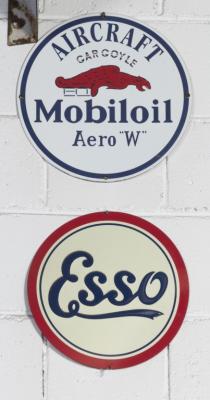 AIRCRAFT
GARGOYLE
Mobiloil
Aero "W"
Esso